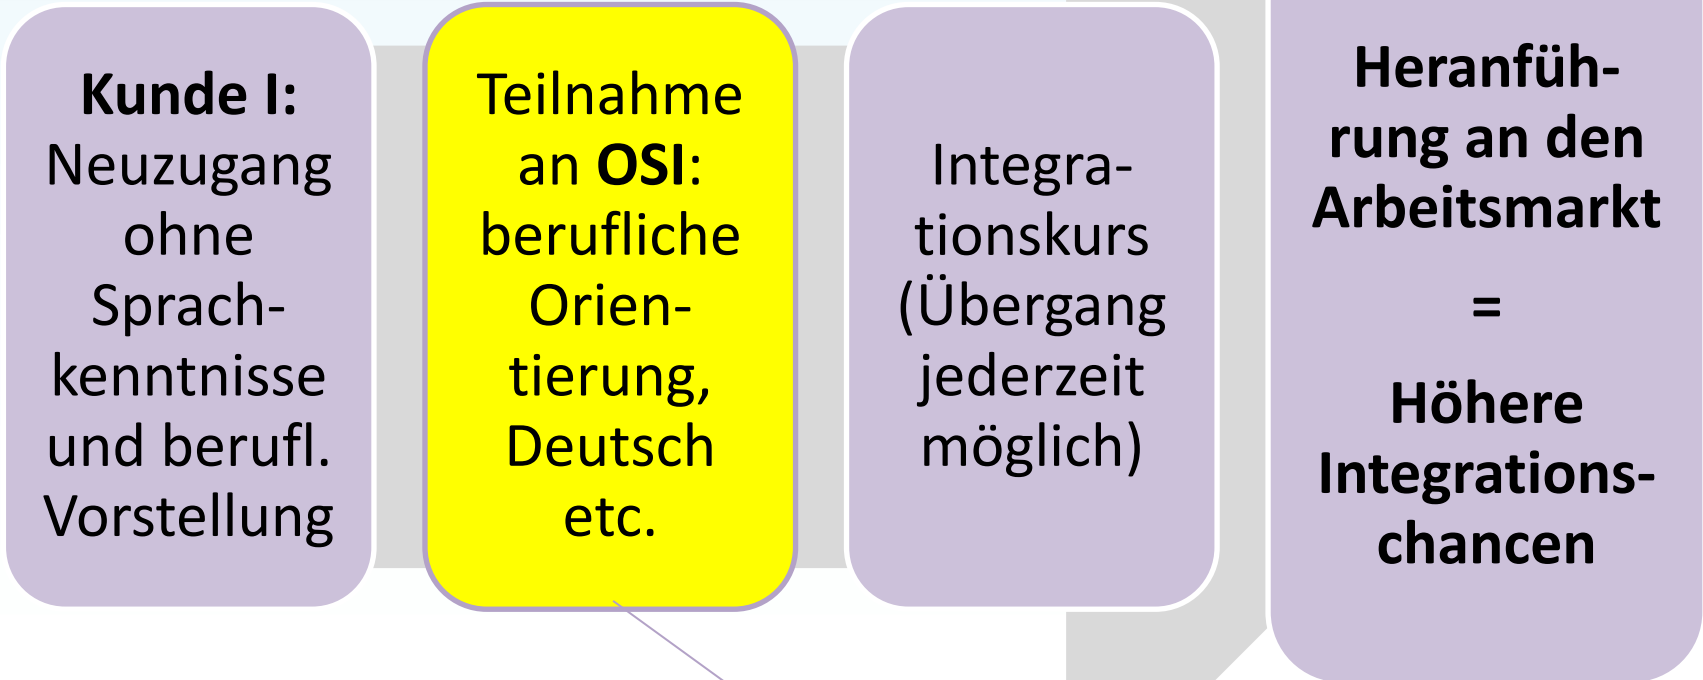 Kunde I:
Neuzugang
ohne
Sprach-
kenntnisse
und berufl.
Vorstellung
Teilnahme
an OSI:
berufliche
Orien-
tierung,
Deutsch
etc.
Integra-
tionskurs
(Übergang
jederzeit
möglich)
Heranfüh-
rung an den
Arbeitsmarkt
=
Höhere
Integrations-
chancen